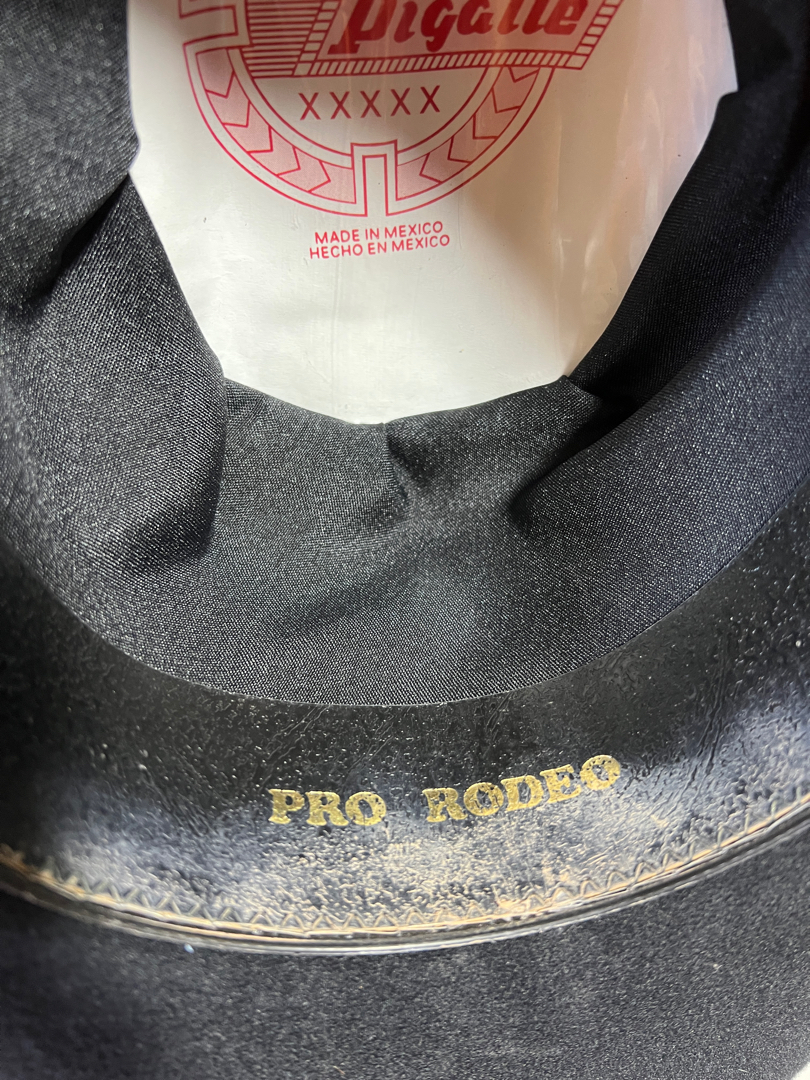 Pigalle
XXXXX
MADE IN MEXICO
HECHO EN MEXICO
PRO RODEO